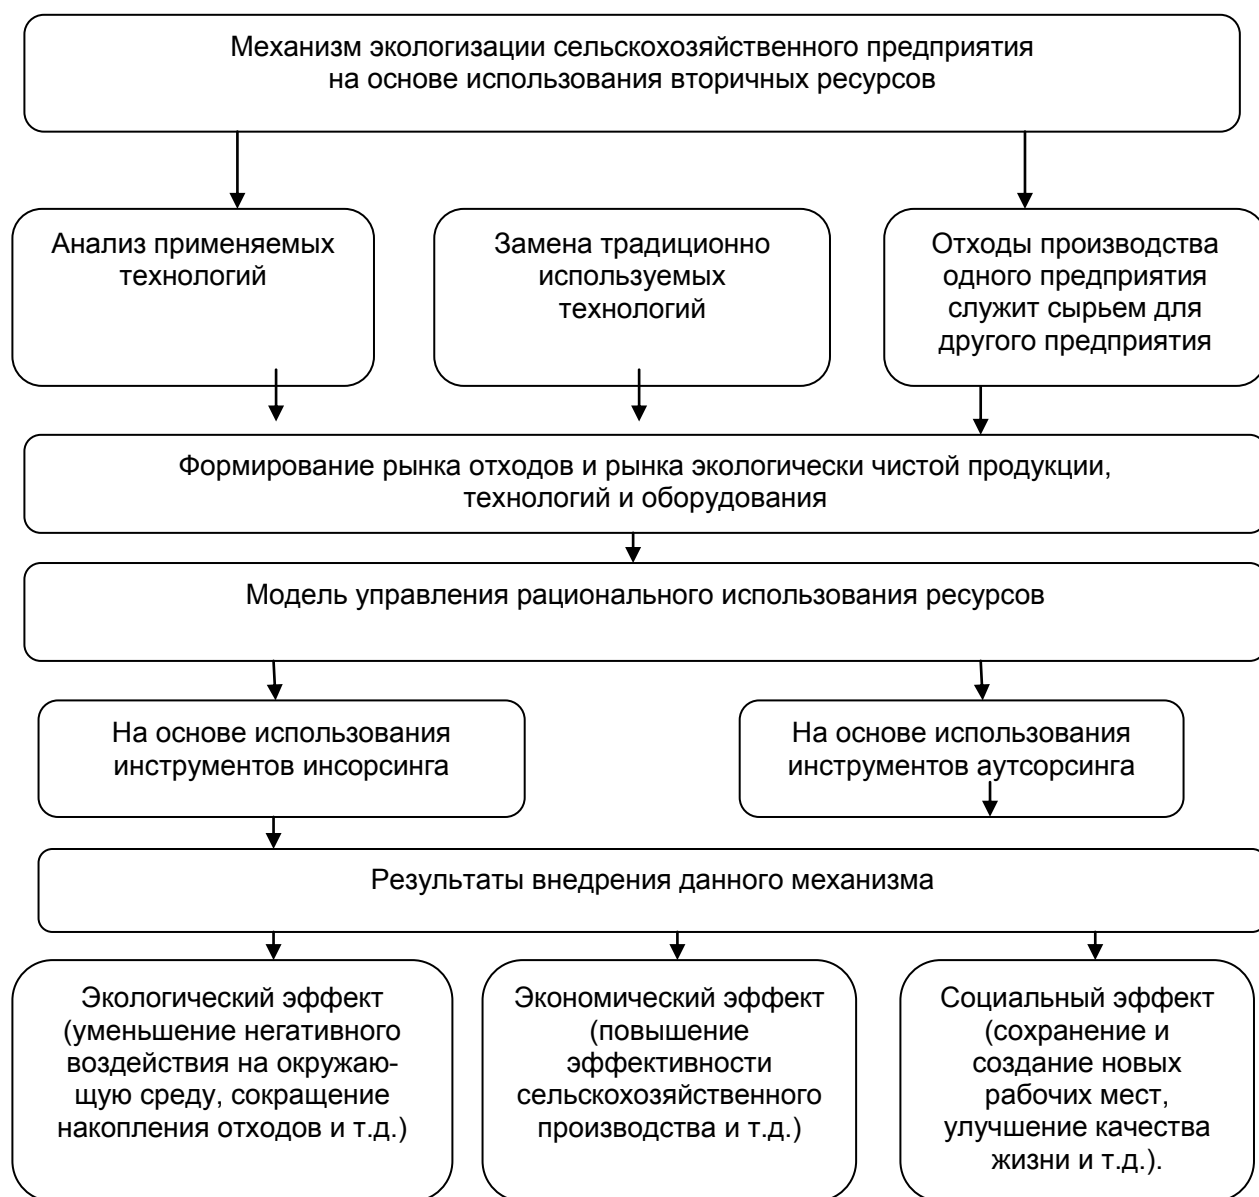 Механизм экологизации сельскохозяйственного предприятия
на основе использования вторичных ресурсов
Анализ применяемых
технологий
Замена традиционно
используемых
технологий
Отходы производства
одного предприятия
служит сырьем для
другого предприятия
Формирование рынка отходов и рынка экологически чистой продукции,
технологий и оборудования
Модель управления рационального использования ресурсов
На основе использования
инструментов инсорсинга
На основе использования
инструментов аутсорсинга
Результаты внедрения данного механизма
Экологический эффект
(уменьшение негативного
воздействия на окружаю-
щую среду, сокращение
накопления отходов и т.д.)
Экономический эффект
(повышение
эффективности
сельскохозяйственного
производства и т.д.)
Социальный эффект
(сохранение и
создание новых
рабочих мест,
улучшение качества
жизни и т.д.).